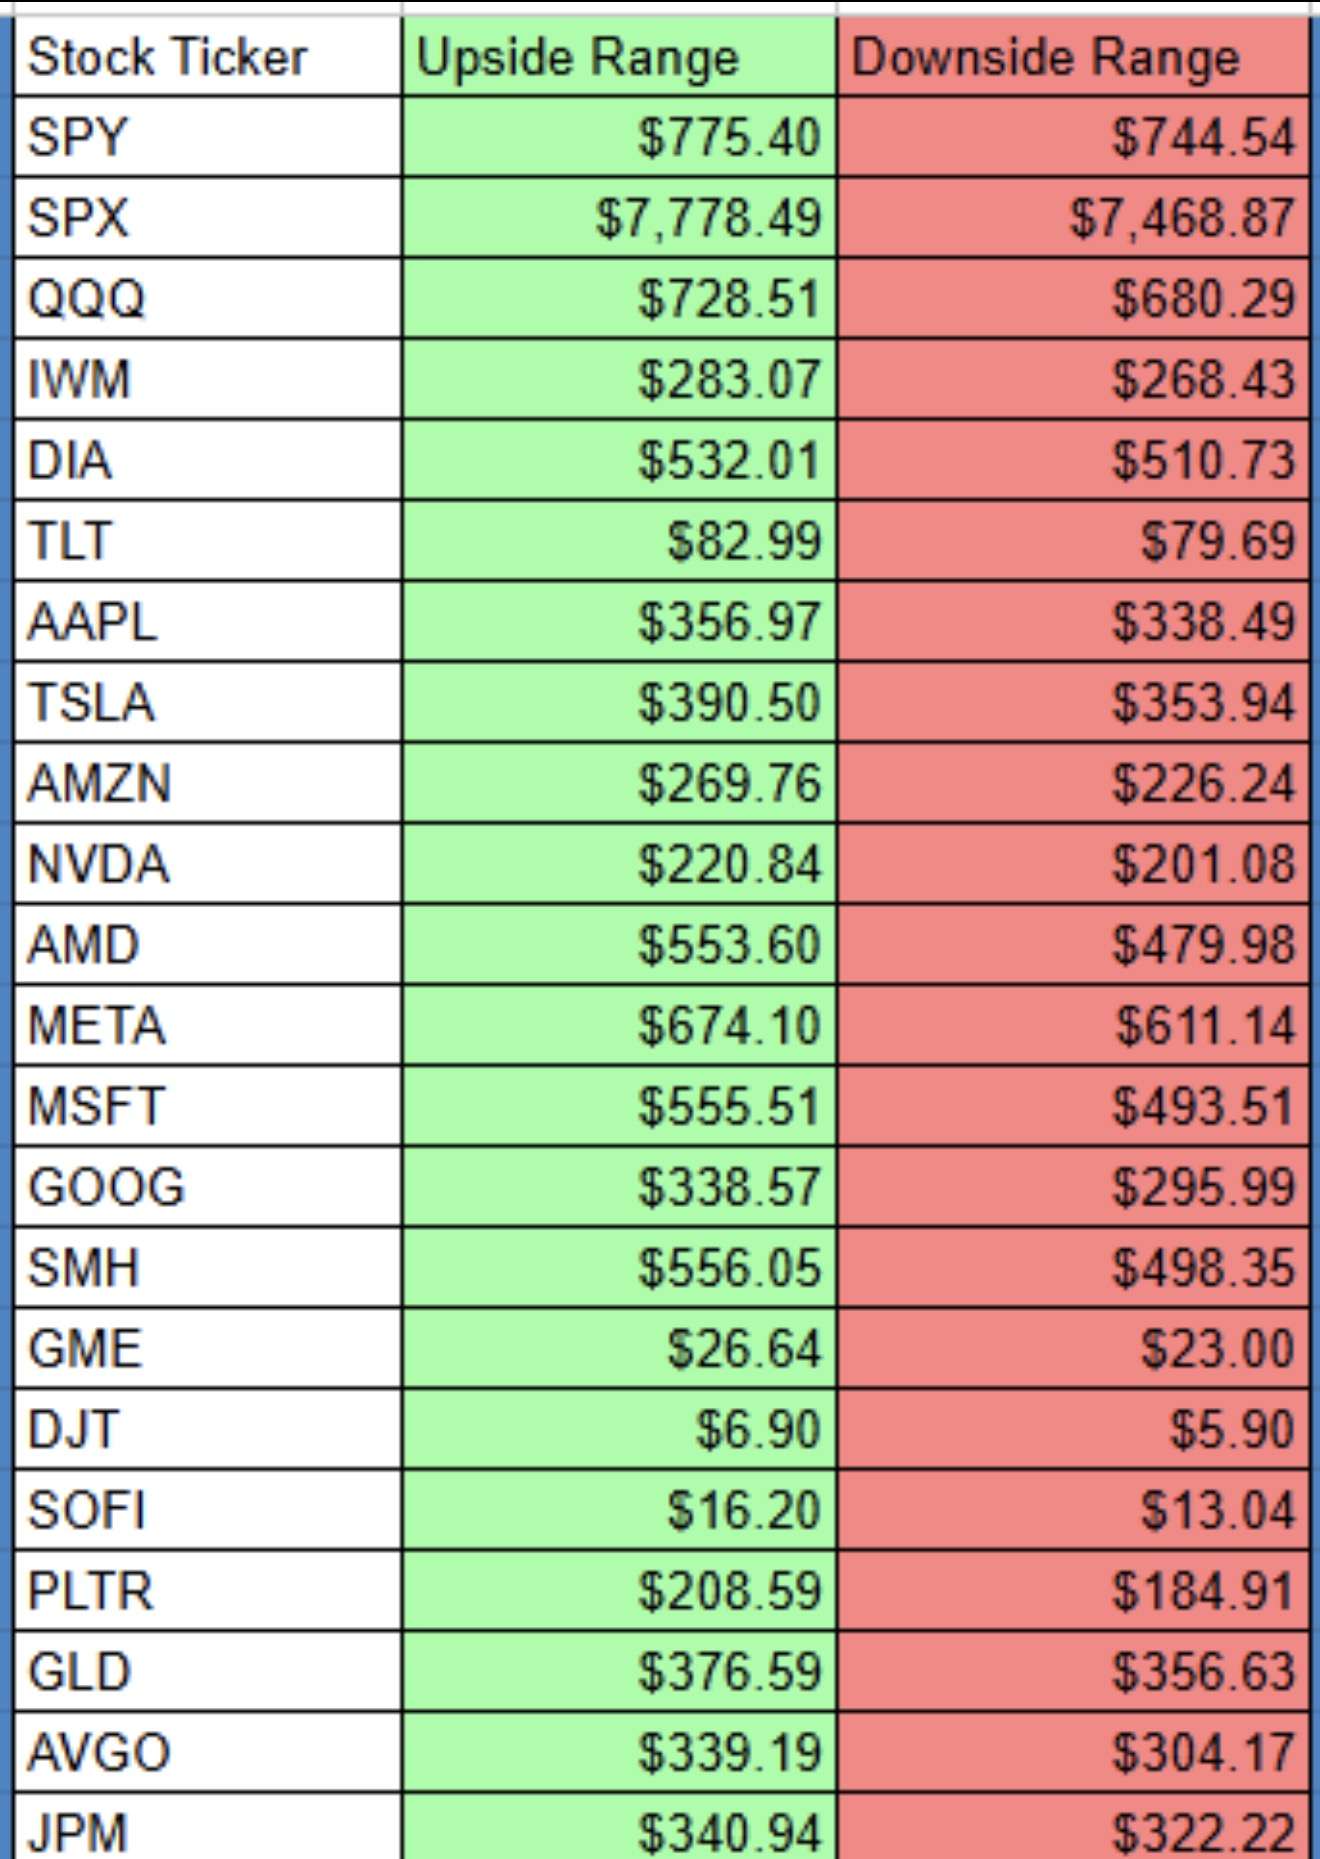 Stock Ticker Upside Range Downside Range
SPY $775.40 $744.54
SPX $7,778.49 $7,468.87
QQQ $728.51 $680.29
IWM $283.07 $268.43
DIA $532.01 $510.73
TLT $82.99 $79.69
AAPL $356.97 $338.49
TSLA $390.50 $353.94
AMZN $269.76 $226.24
NVDA $220.84 $201.08
AMD $553.60 $479.98
META $674.10 $611.14
MSFT $555.51 $493.51
GOOG $338.57 $295.99
SMH $556.05 $498.35
GME $26.64 $23.00
DJT $6.90 $5.90
SOFI $16.20 $13.04
PLTR $208.59 $184.91
GLD $376.59 $356.63
AVGO $339.19 $304.17
JPM $340.94 $322.22